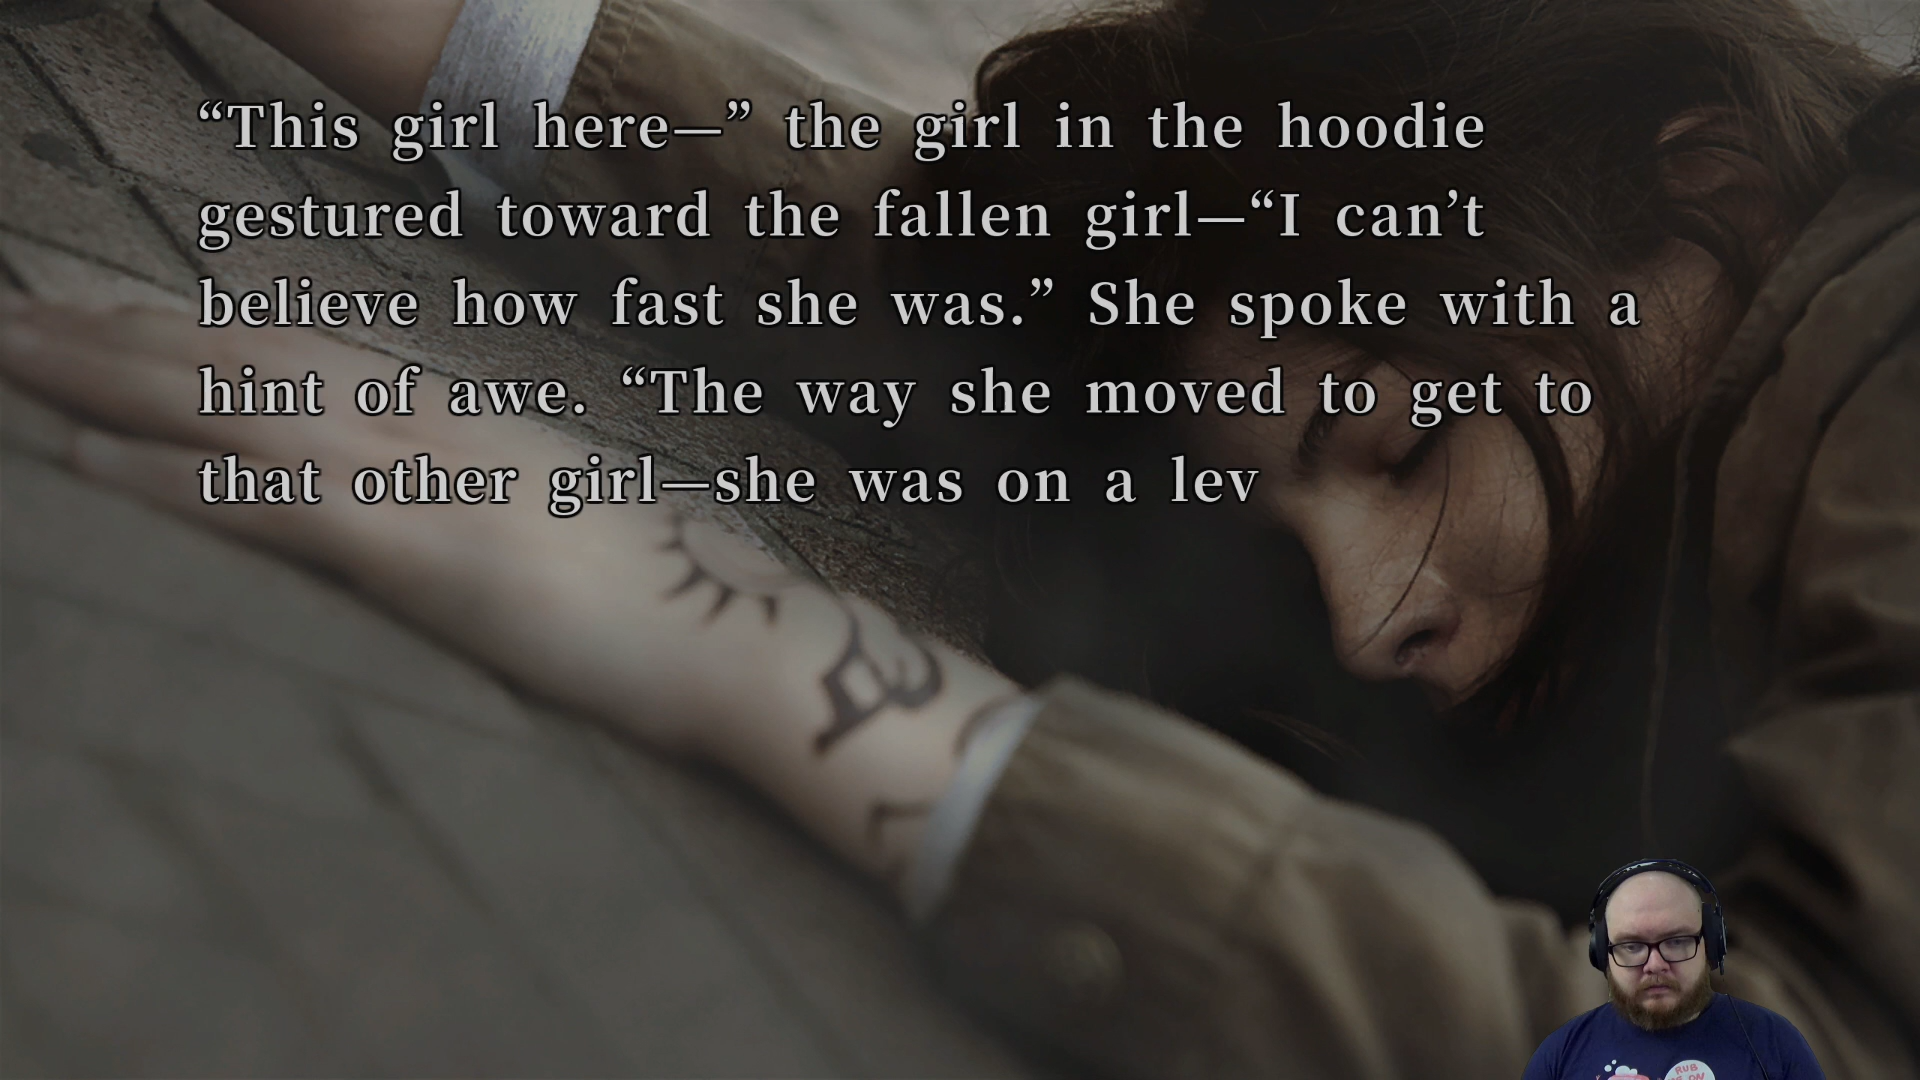 “This girl here—” the girl in the hoodie
gestured toward the fallen girl—“I can’t
believe how fast she was.” She spoke with a
hint of awe. “The way she moved to get to
that other girl—she was on a lev
RUB
ON